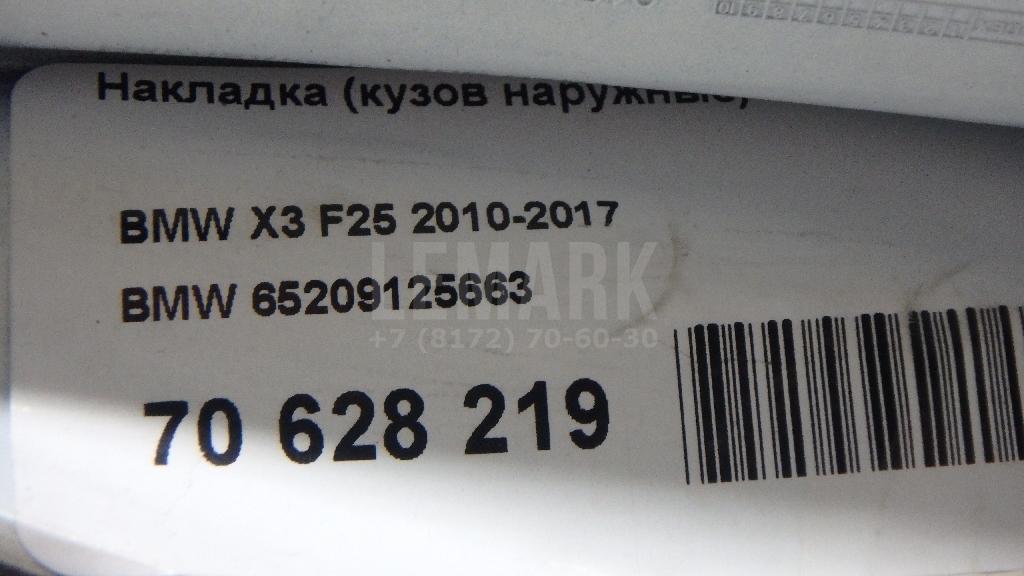 Накладка (кузов наружные)
BMW X3 F25 2010-2017
BMW 65209125663
LEMARK
+7 (8172) 70-60-30
70 628 219